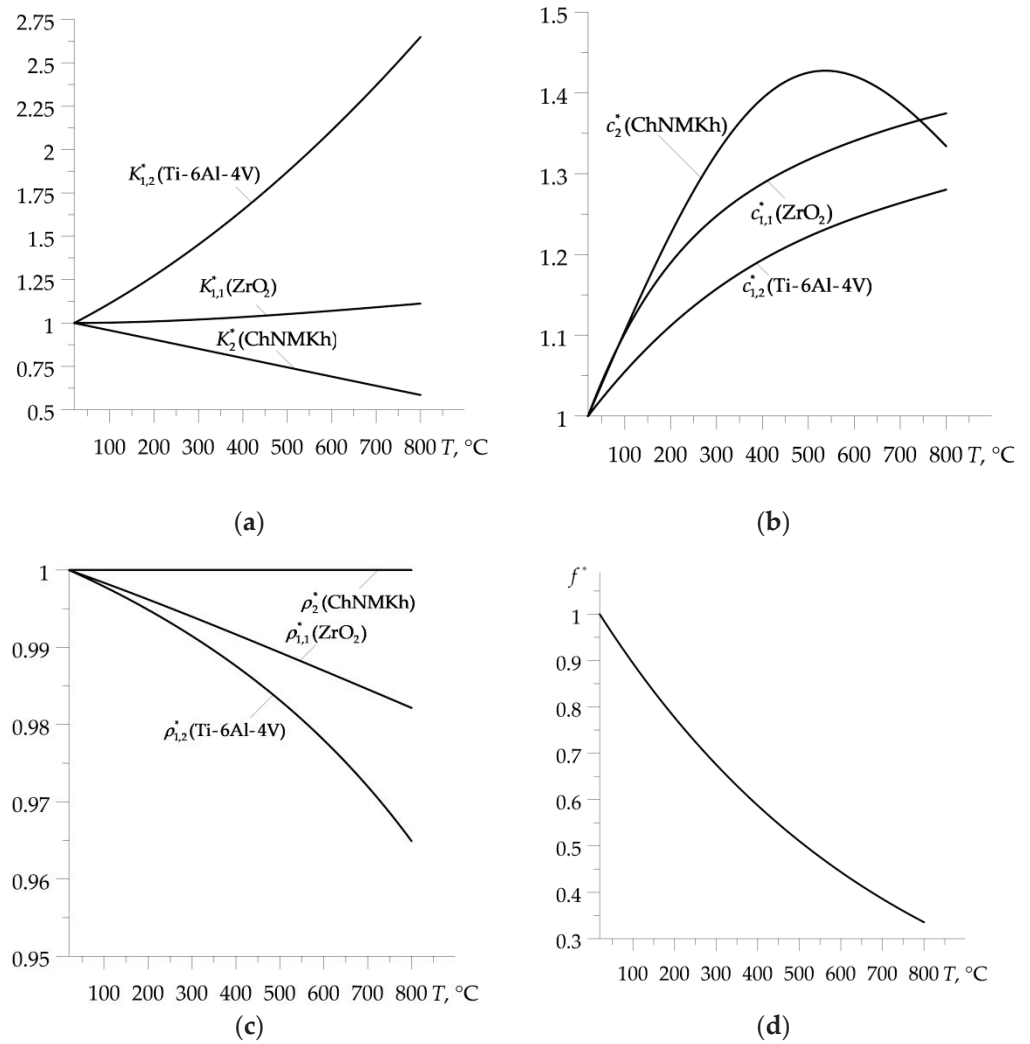 2.75
2.5
2.25
2
1.75
1.5
1.25
1
0.75
0.5
K*1,2(Ti-6Al-4V)
K*1,1(ZrO2)
K*2(ChNMKh)
100 200 300 400 500 600 700 800 T, °C
(a)
1.5
1.4
1.3
1.2
1.1
1
c*2(ChNMKh)
c*1,1(ZrO2)
c*1,2(Ti-6Al-4V)
100 200 300 400 500 600 700 800 T, °C
(b)
1
0.99
0.98
0.97
0.96
0.95
ρ*2(ChNMKh)
ρ*1,1(ZrO2)
ρ*1,2(Ti-6Al-4V)
100 200 300 400 500 600 700 800 T, °C
(c)
f*
1
0.9
0.8
0.7
0.6
0.5
0.4
0.3
100 200 300 400 500 600 700 800 T, °C
(d)